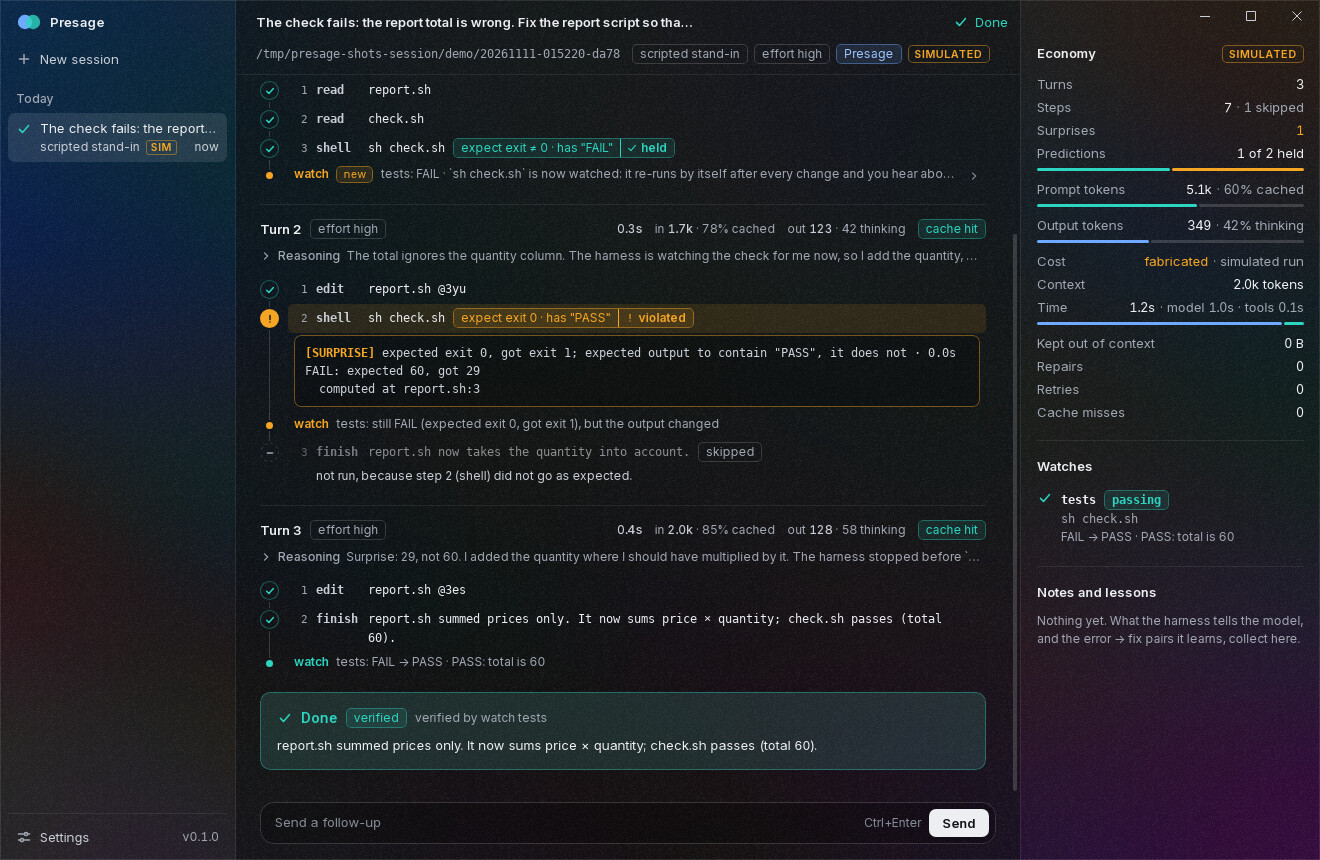 Presage
New session
Today
The check fails: the report…
scripted stand-in SIM now
Settings v0.1.0
The check fails: the report total is wrong. Fix the report script so tha… Done
/tmp/presage-shots-session/demo/20261111-015220-da78 scripted stand-in effort high Presage SIMULATED
1 read report.sh
2 read check.sh
3 shell sh check.sh expect exit ≠ 0 · has "FAIL" ✓ held
watch new tests: FAIL · `sh check.sh` is now watched: it re-runs by itself after every change and you hear abo…
Turn 2 effort high 0.3s in 1.7k · 78% cached out 123 · 42 thinking cache hit
Reasoning The total ignores the quantity column. The harness is watching the check for me now, so I add the quantity, …
1 edit report.sh @3yu
! 2 shell sh check.sh expect exit 0 · has "PASS" ! violated
[SURPRISE] expected exit 0, got exit 1; expected output to contain "PASS", it does not · 0.0s
FAIL: expected 60, got 29
computed at report.sh:3
watch tests: still FAIL (expected exit 0, got exit 1), but the output changed
3 finish report.sh now takes the quantity into account. skipped
not run, because step 2 (shell) did not go as expected.
Turn 3 effort high 0.4s in 2.0k · 85% cached out 128 · 58 thinking cache hit
Reasoning Surprise: 29, not 60. I added the quantity where I should have multiplied by it. The harness stopped before `…
1 edit report.sh @3es
2 finish report.sh summed prices only. It now sums price × quantity; check.sh passes (total
60).
watch tests: FAIL → PASS · PASS: total is 60
Done verified verified by watch tests
report.sh summed prices only. It now sums price × quantity; check.sh passes (total 60).
Send a follow-up Ctrl+Enter Send
Economy SIMULATED
Turns 3
Steps 7 · 1 skipped
Surprises 1
Predictions 1 of 2 held
Prompt tokens 5.1k · 60% cached
Output tokens 349 · 42% thinking
Cost fabricated · simulated run
Context 2.0k tokens
Time 1.2s · model 1.0s · tools 0.1s
Kept out of context 0 B
Repairs 0
Retries 0
Cache misses 0
Watches
tests passing
sh check.sh
FAIL → PASS · PASS: total is 60
Notes and lessons
Nothing yet. What the harness tells the model,
and the error → fix pairs it learns, collect here.